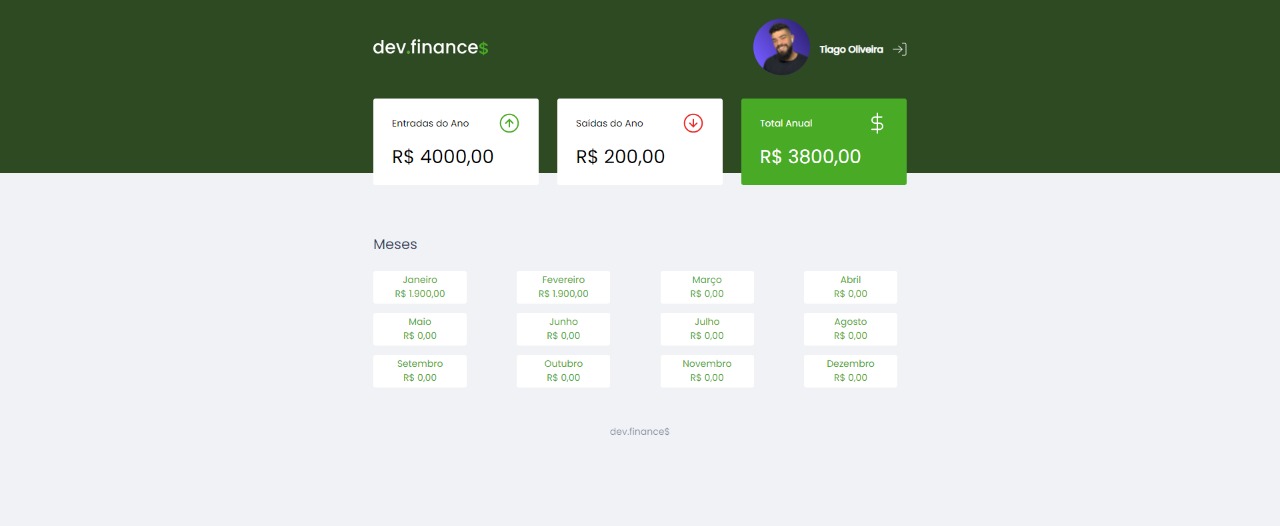 dev.finance$
Tiago Oliveira
Entradas do Ano
R$ 4000,00
Saídas do Ano
R$ 200,00
Total Anual
$
R$ 3800,00
Meses
Janeiro
R$ 1.900,00
Fevereiro
R$ 1.900,00
Março
R$ 0,00
Abril
R$ 0,00
Maio
R$ 0,00
Junho
R$ 0,00
Julho
R$ 0,00
Agosto
R$ 0,00
Setembro
R$ 0,00
Outubro
R$ 0,00
Novembro
R$ 0,00
Dezembro
R$ 0,00
dev.finance$